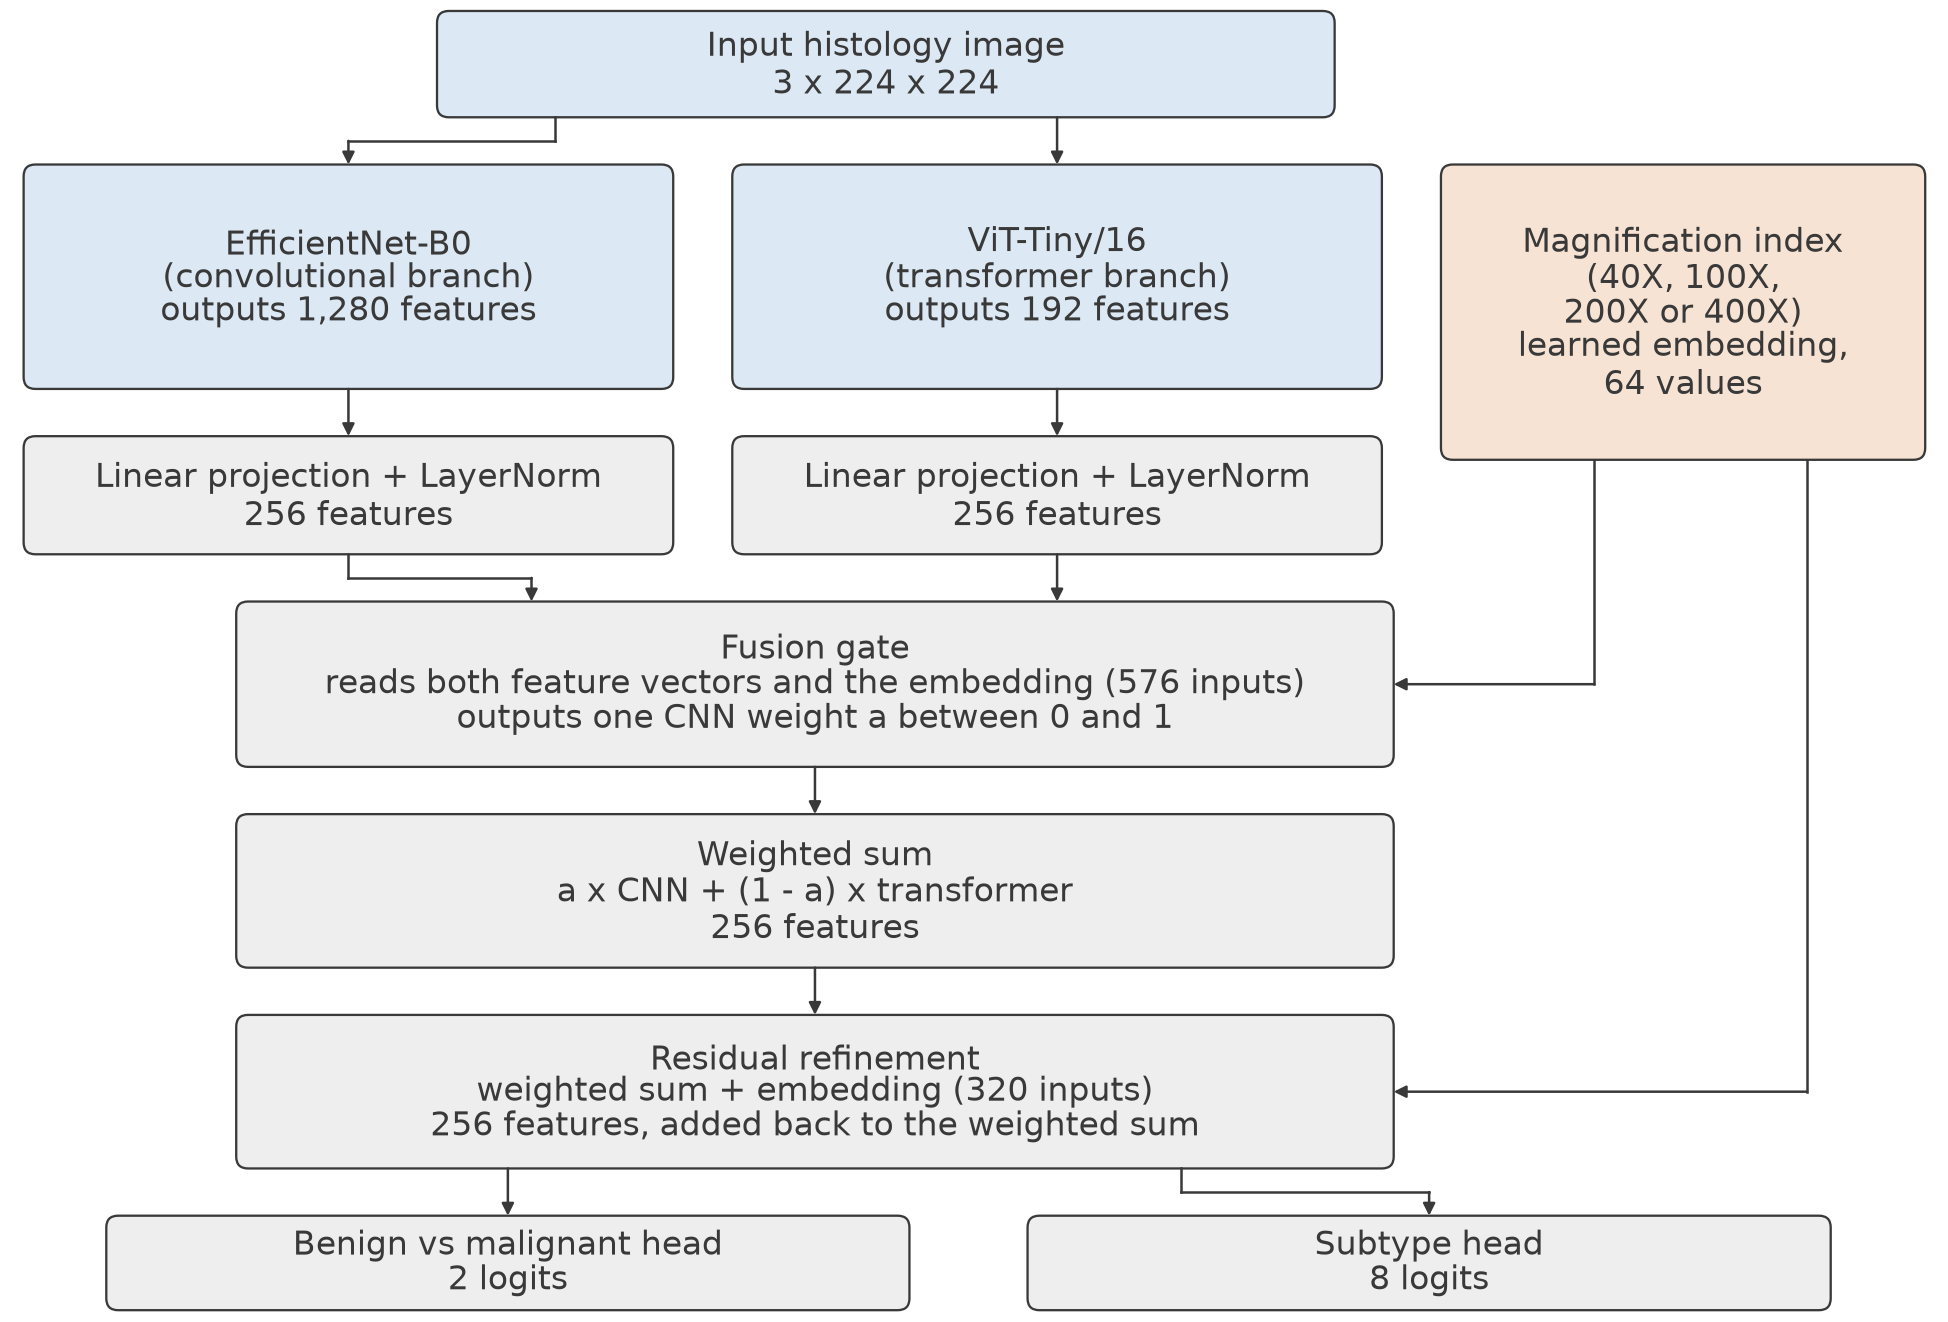 Input histology image
3 x 224 x 224
EfficientNet-B0
(convolutional branch)
outputs 1,280 features
ViT-Tiny/16
(transformer branch)
outputs 192 features
Magnification index
(40X, 100X,
200X or 400X)
learned embedding,
64 values
Linear projection + LayerNorm
256 features
Linear projection + LayerNorm
256 features
Fusion gate
reads both feature vectors and the embedding (576 inputs)
outputs one CNN weight a between 0 and 1
Weighted sum
a x CNN + (1 - a) x transformer
256 features
Residual refinement
weighted sum + embedding (320 inputs)
256 features, added back to the weighted sum
Benign vs malignant head
2 logits
Subtype head
8 logits